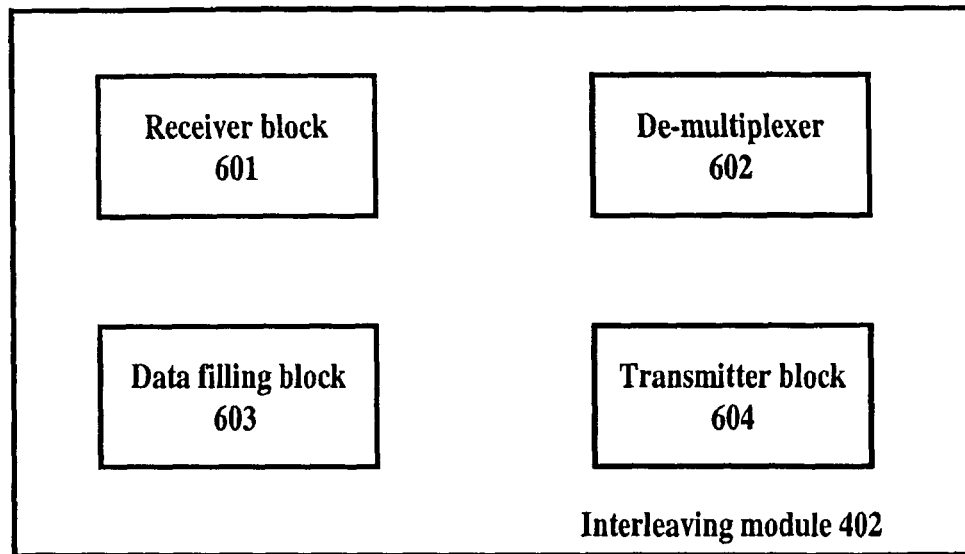 Receiver block
601
De-multiplexer
602
Data filling block
603
Transmitter block
604
Interleaving module 402